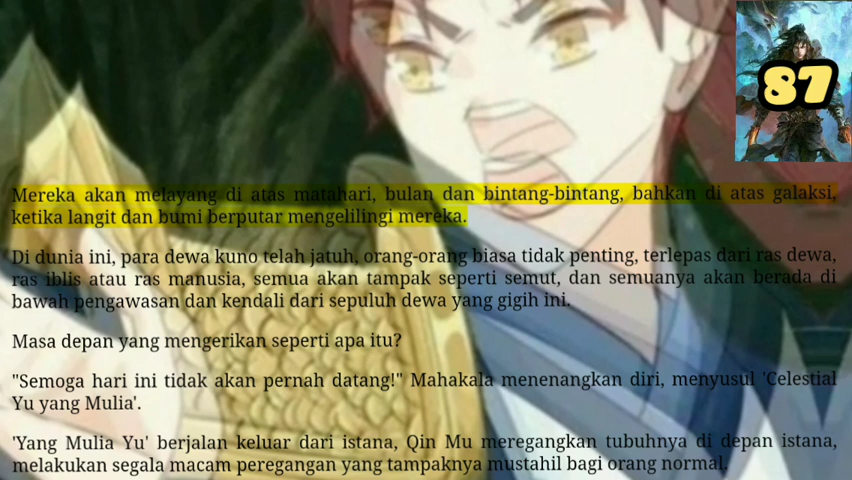 87
Mereka akan melayang di atas matahari, bulan dan bintang-bintang, bahkan di atas galaksi,
ketika langit dan bumi berputar mengelilingi mereka.
Di dunia ini, para dewa kuno telah jatuh, orang-orang biasa tidak penting, terlepas dari ras dewa,
ras iblis atau ras manusia, semua akan tampak seperti semut, dan semuanya akan berada di
bawah pengawasan dan kendali dari sepuluh dewa yang gigih ini.
Masa depan yang mengerikan seperti apa itu?
"Semoga hari ini tidak akan pernah datang!" Mahakala menenangkan diri, menyusul 'Celestial
Yu yang Mulia'.
'Yang Mulia Yu' berjalan keluar dari istana, Qin Mu meregangkan tubuhnya di depan istana,
melakukan segala macam peregangan yang tampaknya mustahil bagi orang normal.